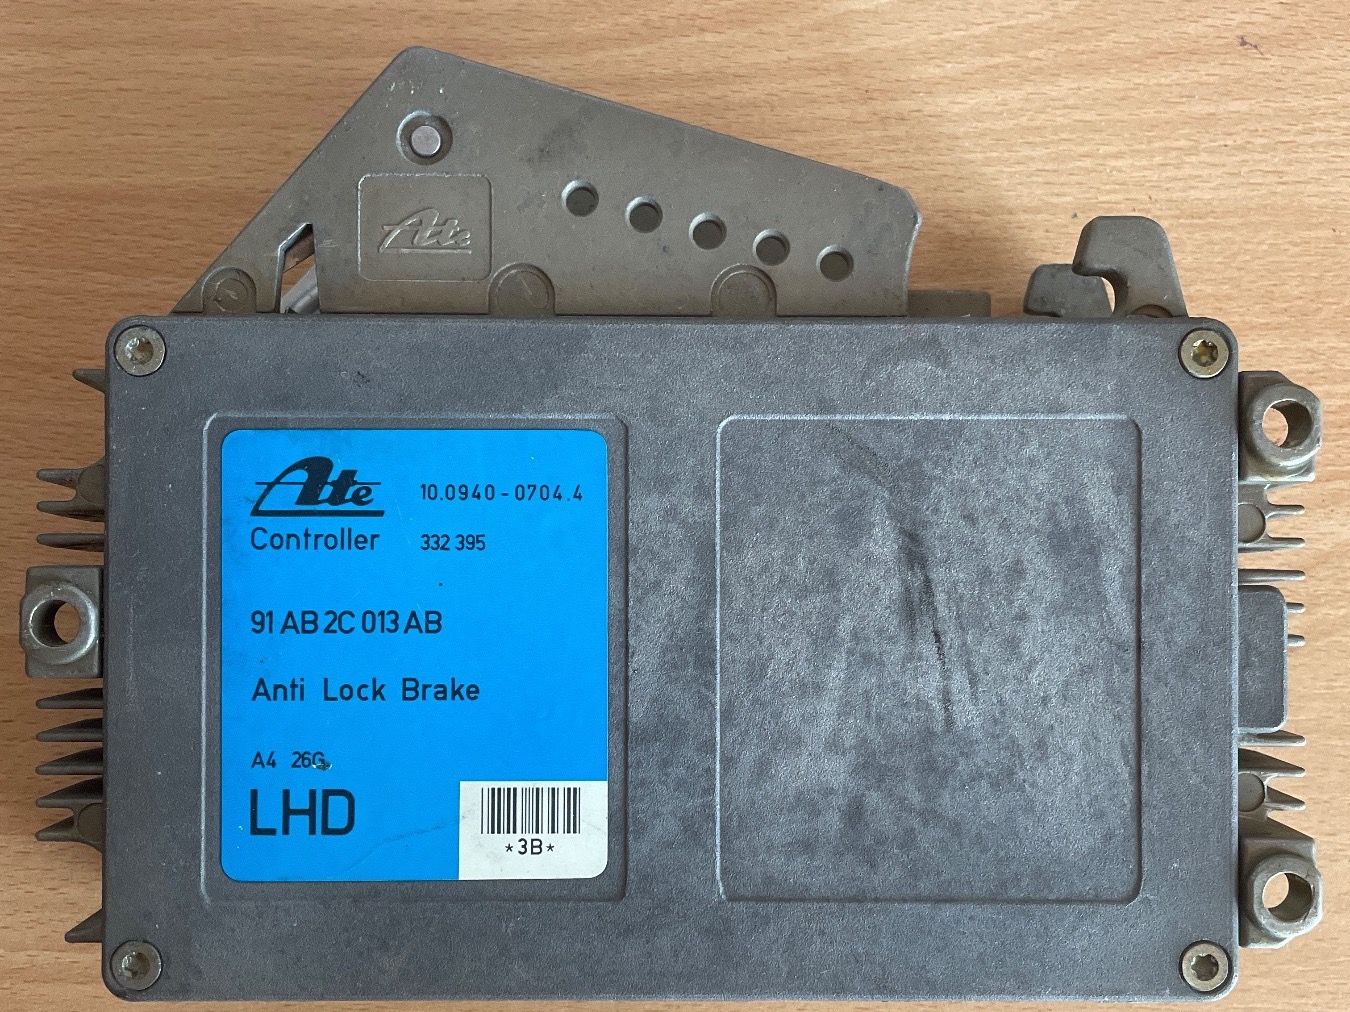 Ate
Ate 10.0940-0704.4
Controller 332 395
91 AB 2C 013 AB
Anti Lock Brake
A4 26G
LHD
*3B*